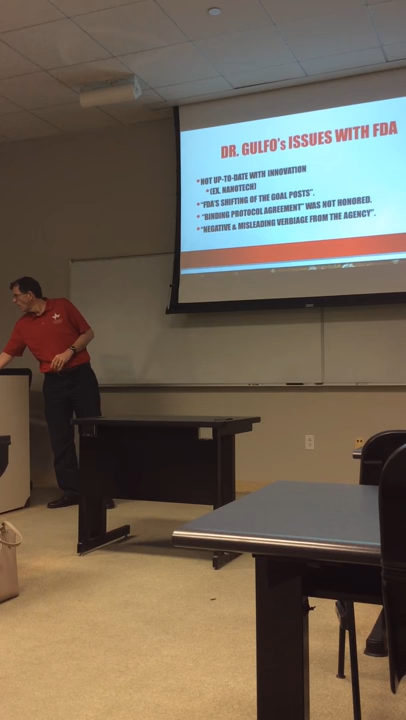 DR. GULFO's ISSUES WITH FDA
• NOT UP-TO-DATE WITH INNOVATION
• (EX. NANOTECH)
• "FDA'S SHIFTING OF THE GOAL POSTS".
• "BINDING PROTOCOL AGREEMENT" WAS NOT HONORED.
• "NEGATIVE & MISLEADING VERBIAGE FROM THE AGENCY".